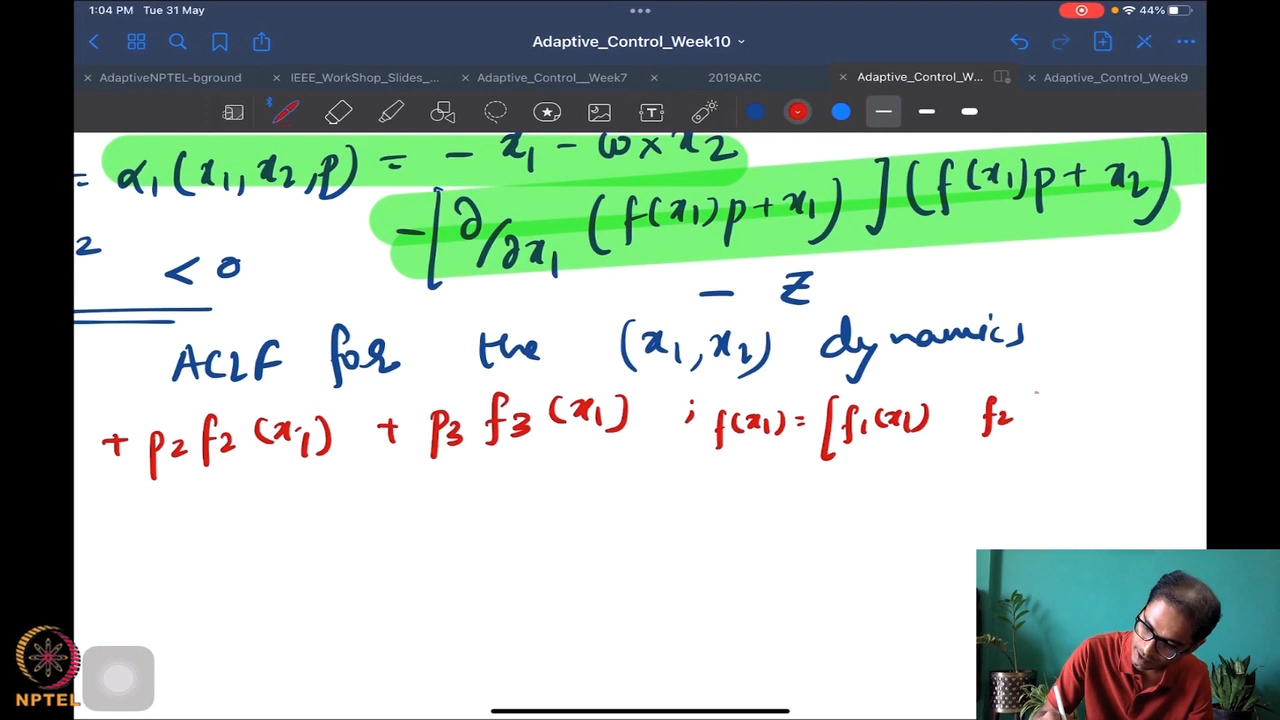 1:04 PM Tue 31 May
44%
Adaptive_Control_Week10
AdaptiveNPTEL-bground
IEEE_WorkShop_Slides_...
Adaptive_Control__Week7
2019ARC
Adaptive_Control_W...
Adaptive_Control_Week9
= α₁(x₁, x₂, p) = - x₁ - ω x x₂
- [∂/∂x₁ (f(x₁)p + x₁)] (f(x₁)p + x₂)
2 < 0
- z
ACLF for the (x₁, x₂) dynamics
+ p₂ f₂(x₁) + p₃ f₃(x₁) ; f(x₁) = [f₁(x₁) f₂
NPTEL